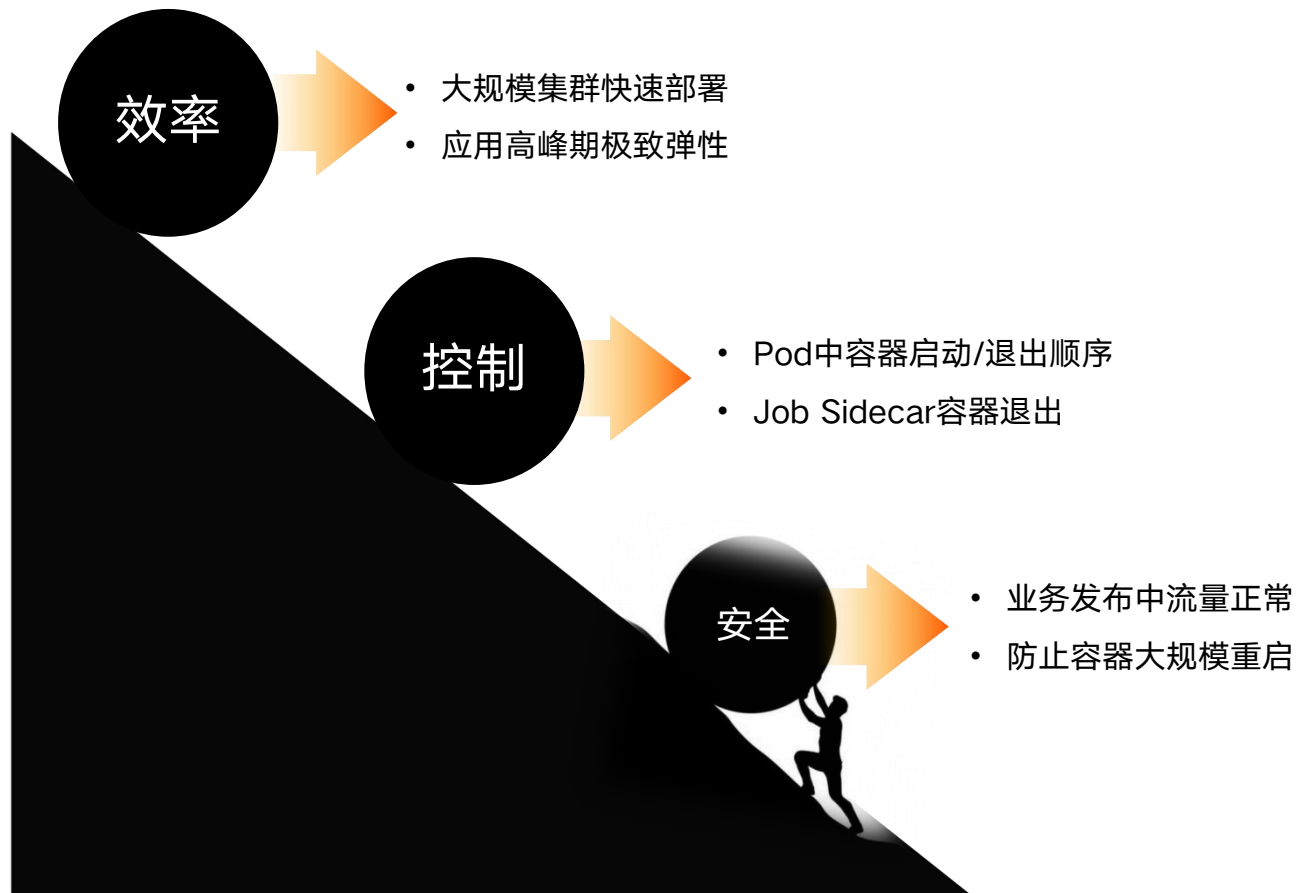 效率
• 大规模集群快速部署
• 应用高峰期极致弹性
控制
• Pod中容器启动/退出顺序
• Job Sidecar容器退出
安全
• 业务发布中流量正常
• 防止容器大规模重启